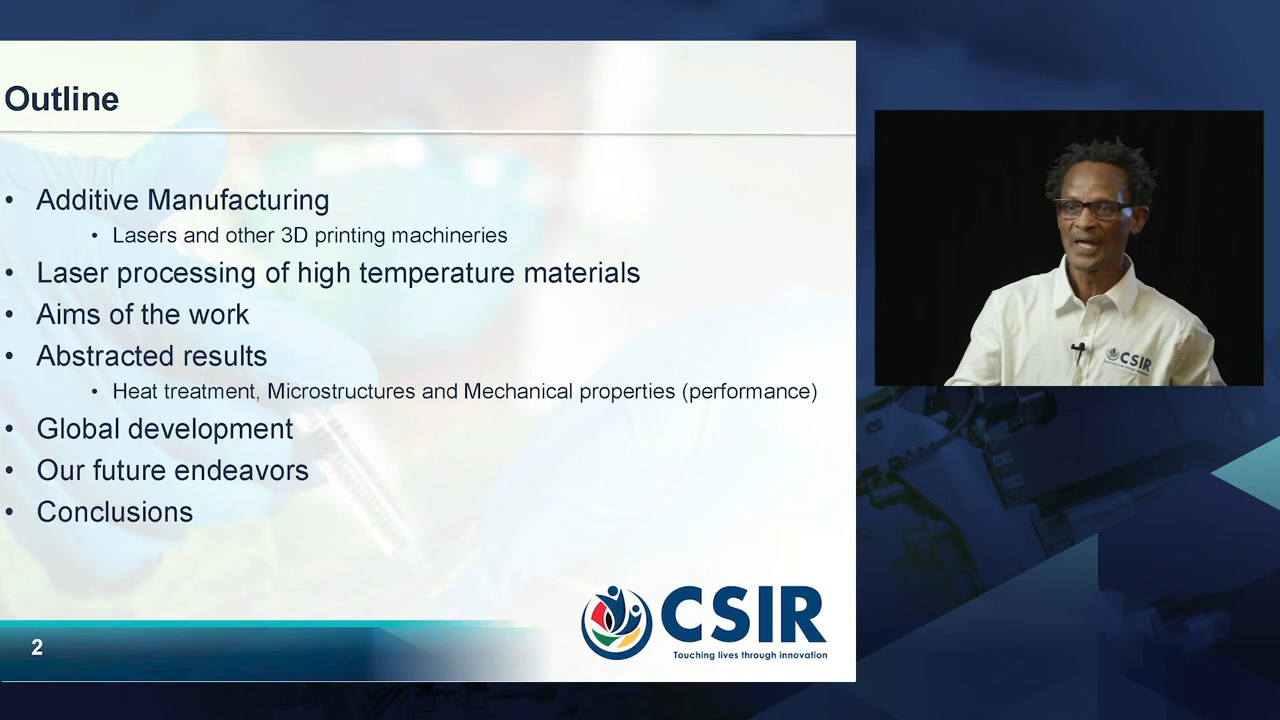 Outline
• Additive Manufacturing
• Lasers and other 3D printing machineries
• Laser processing of high temperature materials
• Aims of the work
• Abstracted results
• Heat treatment, Microstructures and Mechanical properties (performance)
• Global development
• Our future endeavors
• Conclusions
CSIR
Touching lives through innovation
2
CSIR